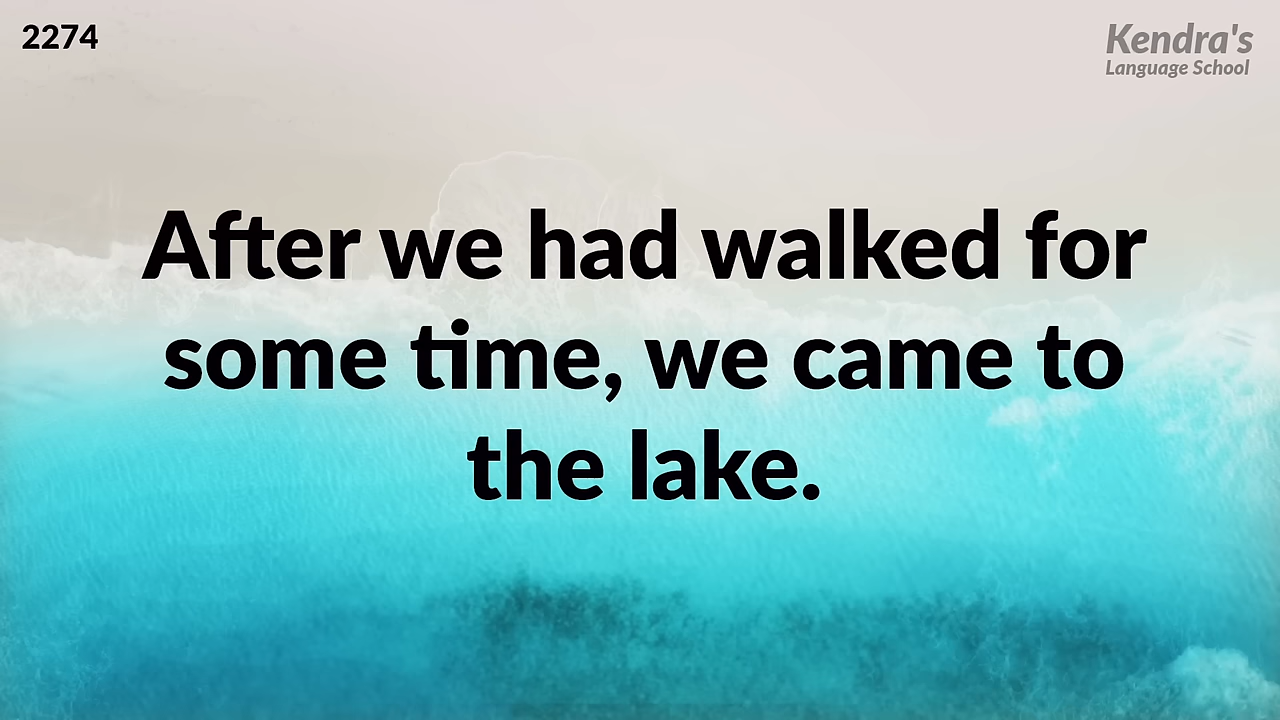 2274
Kendra's
Language School
After we had walked for
some time, we came to
the lake.